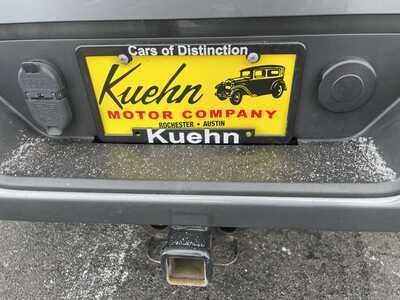 Cars of Distinction
Kuehn
MOTOR COMPANY
ROCHESTER • AUSTIN
Kuehn